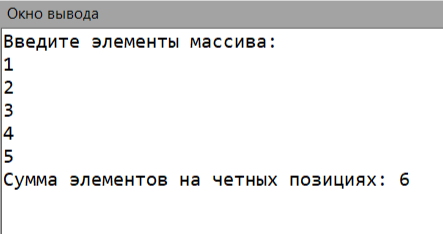 Окно вывода
Введите элементы массива:
1
2
3
4
5
Сумма элементов на четных позициях: 6